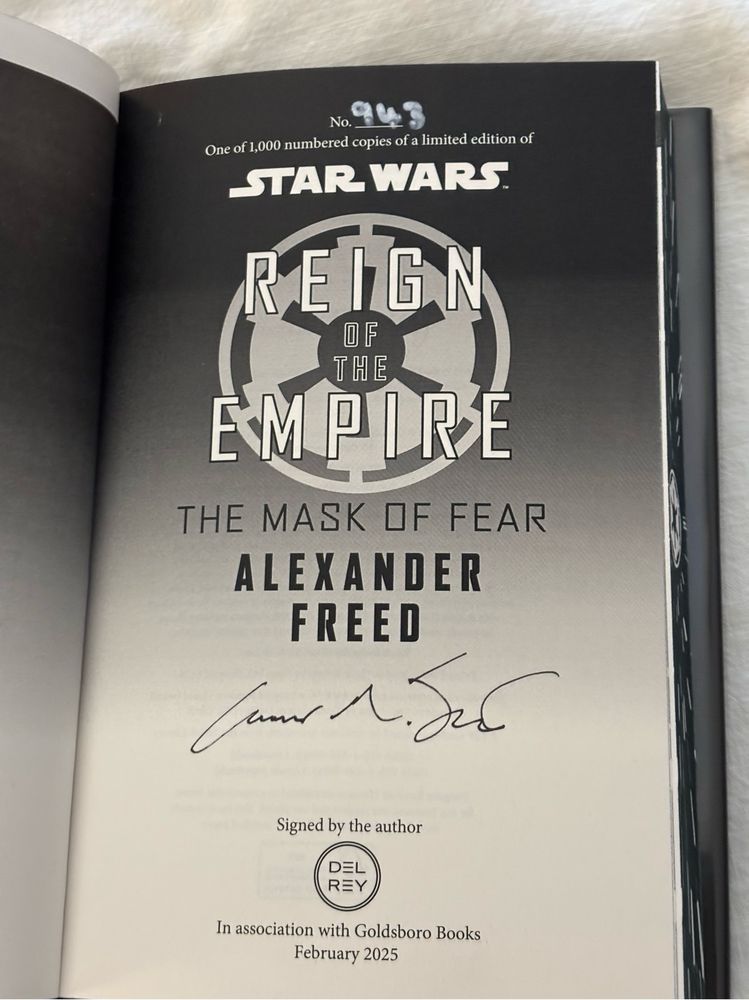 No. 943
One of 1,000 numbered copies of a limited edition of
STAR WARS™
REIGN
OF
THE
EMPIRE
THE MASK OF FEAR
ALEXANDER
FREED
Signed by the author
DEL
REY
In association with Goldsboro Books
February 2025